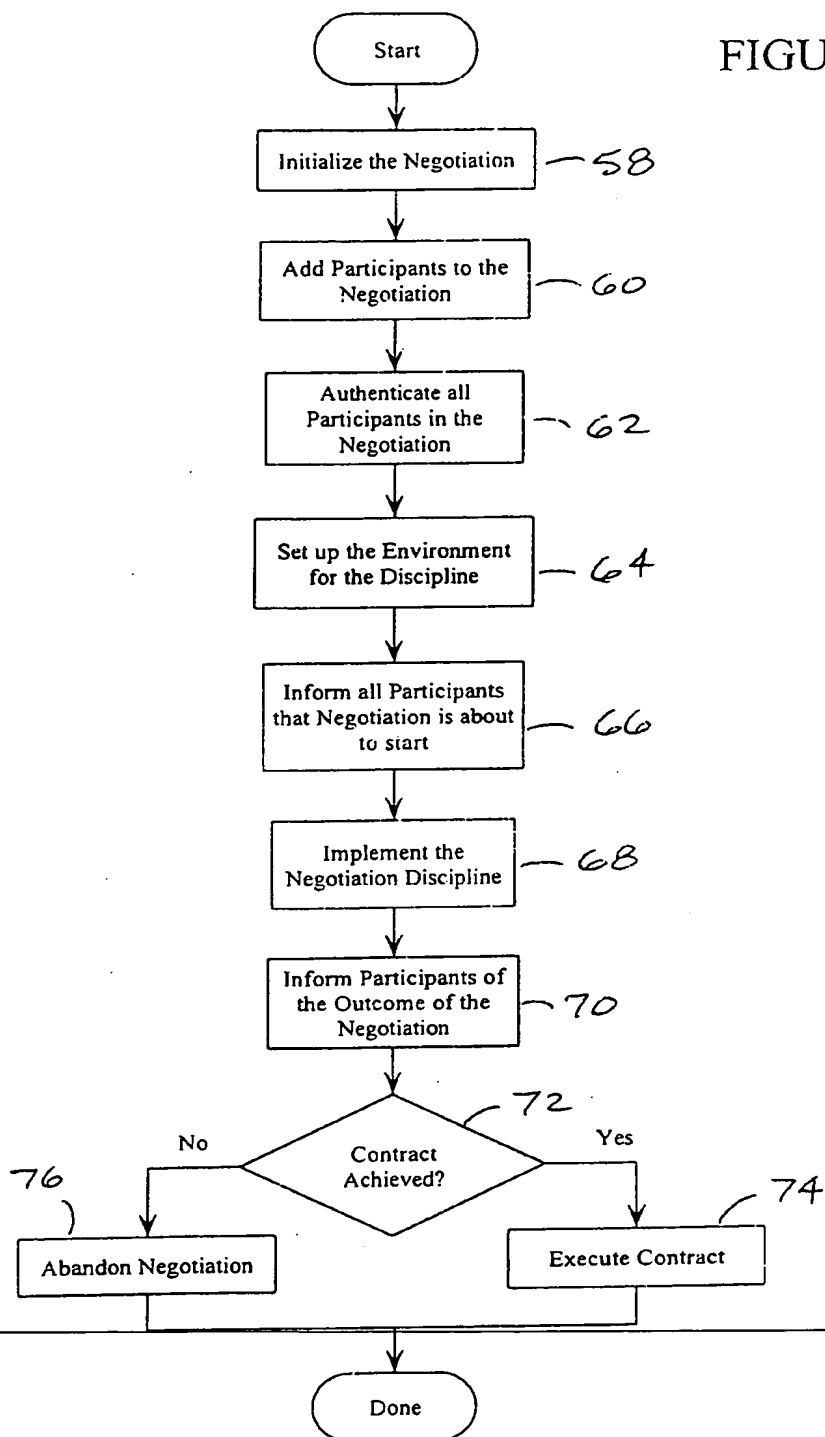 Start
FIGU
Initialize the Negotiation
58
Add Participants to the
Negotiation
60
Authenticate all
Participants in the
Negotiation
62
Set up the Environment
for the Discipline
64
Inform all Participants
that Negotiation is about
to start
66
Implement the
Negotiation Discipline
68
Inform Participants of
the Outcome of the
Negotiation
70
72
No
Yes
Contract
Achieved?
76
74
Abandon Negotiation
Execute Contract
Done